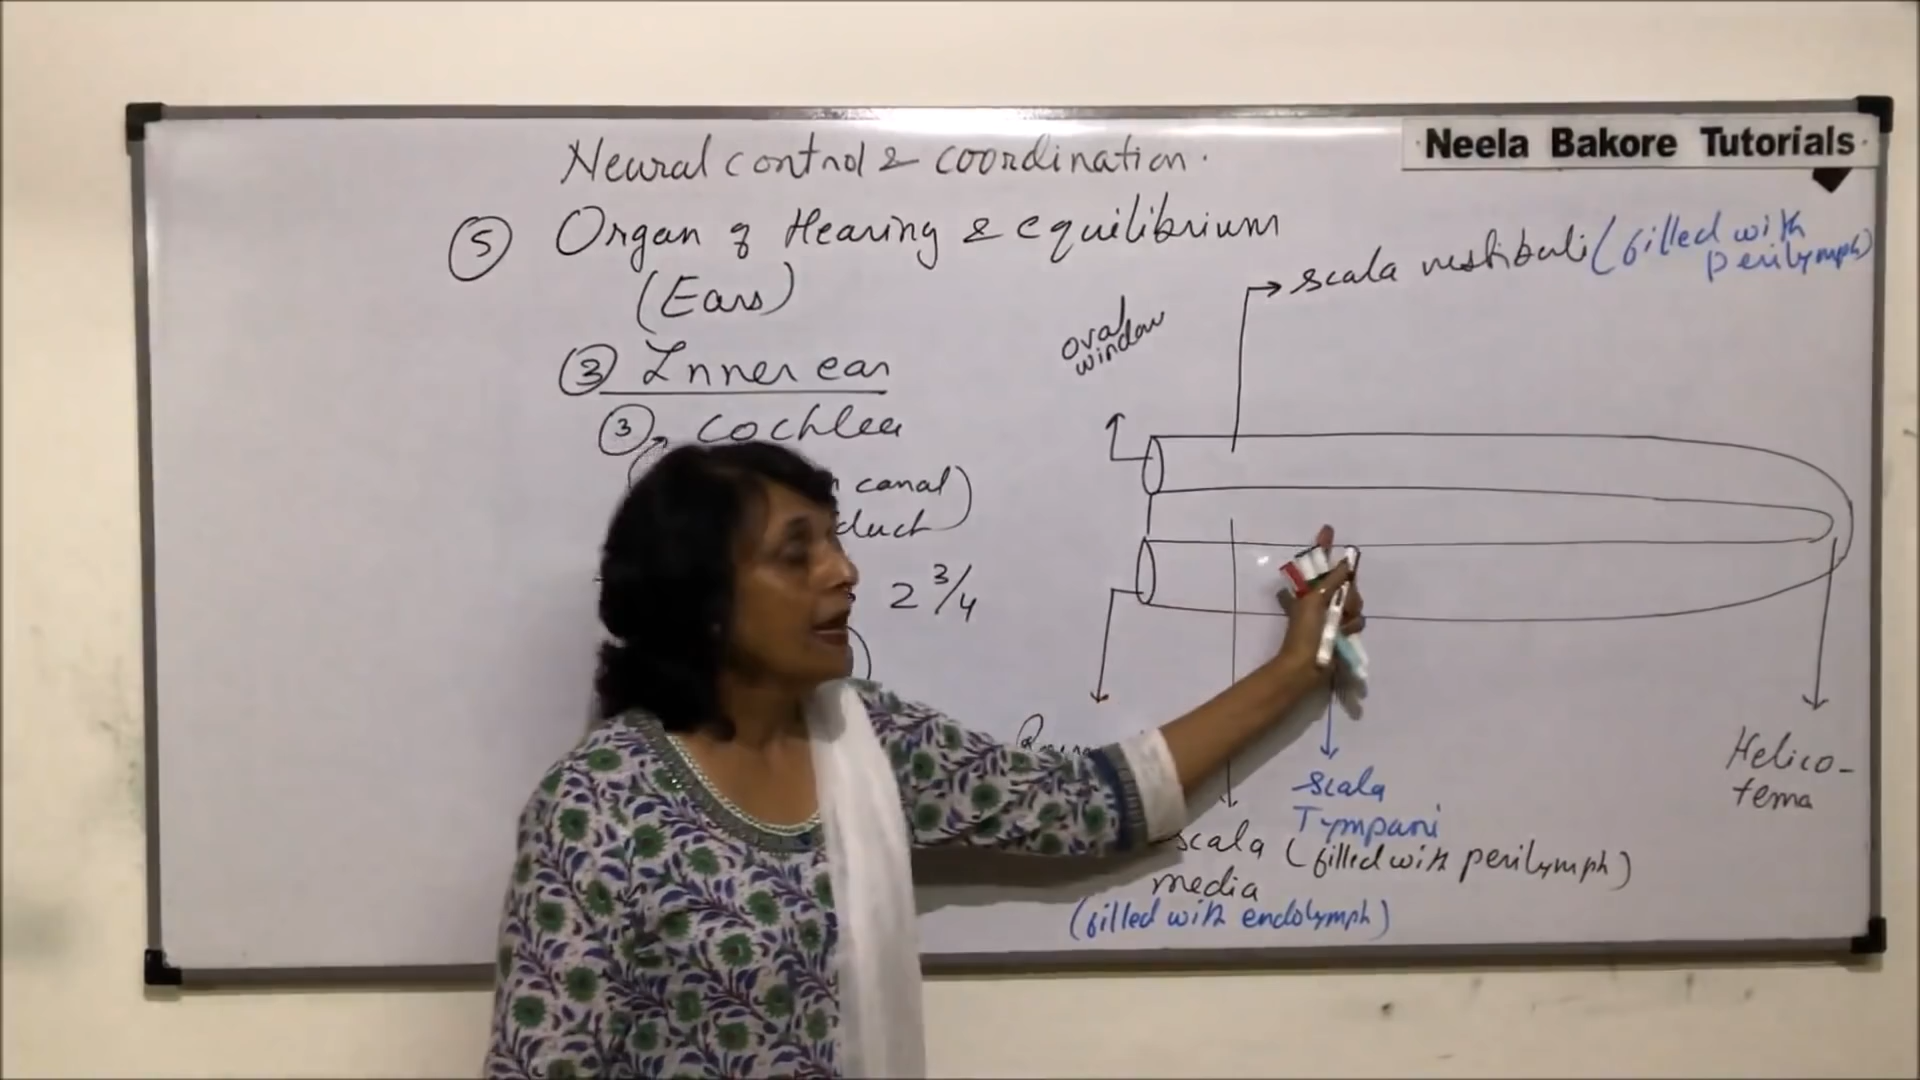 Neela Bakore Tutorials
Neural control & coordination.
⑤ Organ of Hearing & equilibrium
(Ears)
③ Inner ear
③ cochlea
canal)
duct)
2 3/4
oval window
scala vestibuli (filled with perilymph)
scala media
(filled with endolymph)
scala Tympani
(filled with perilymph)
Helico-
tema